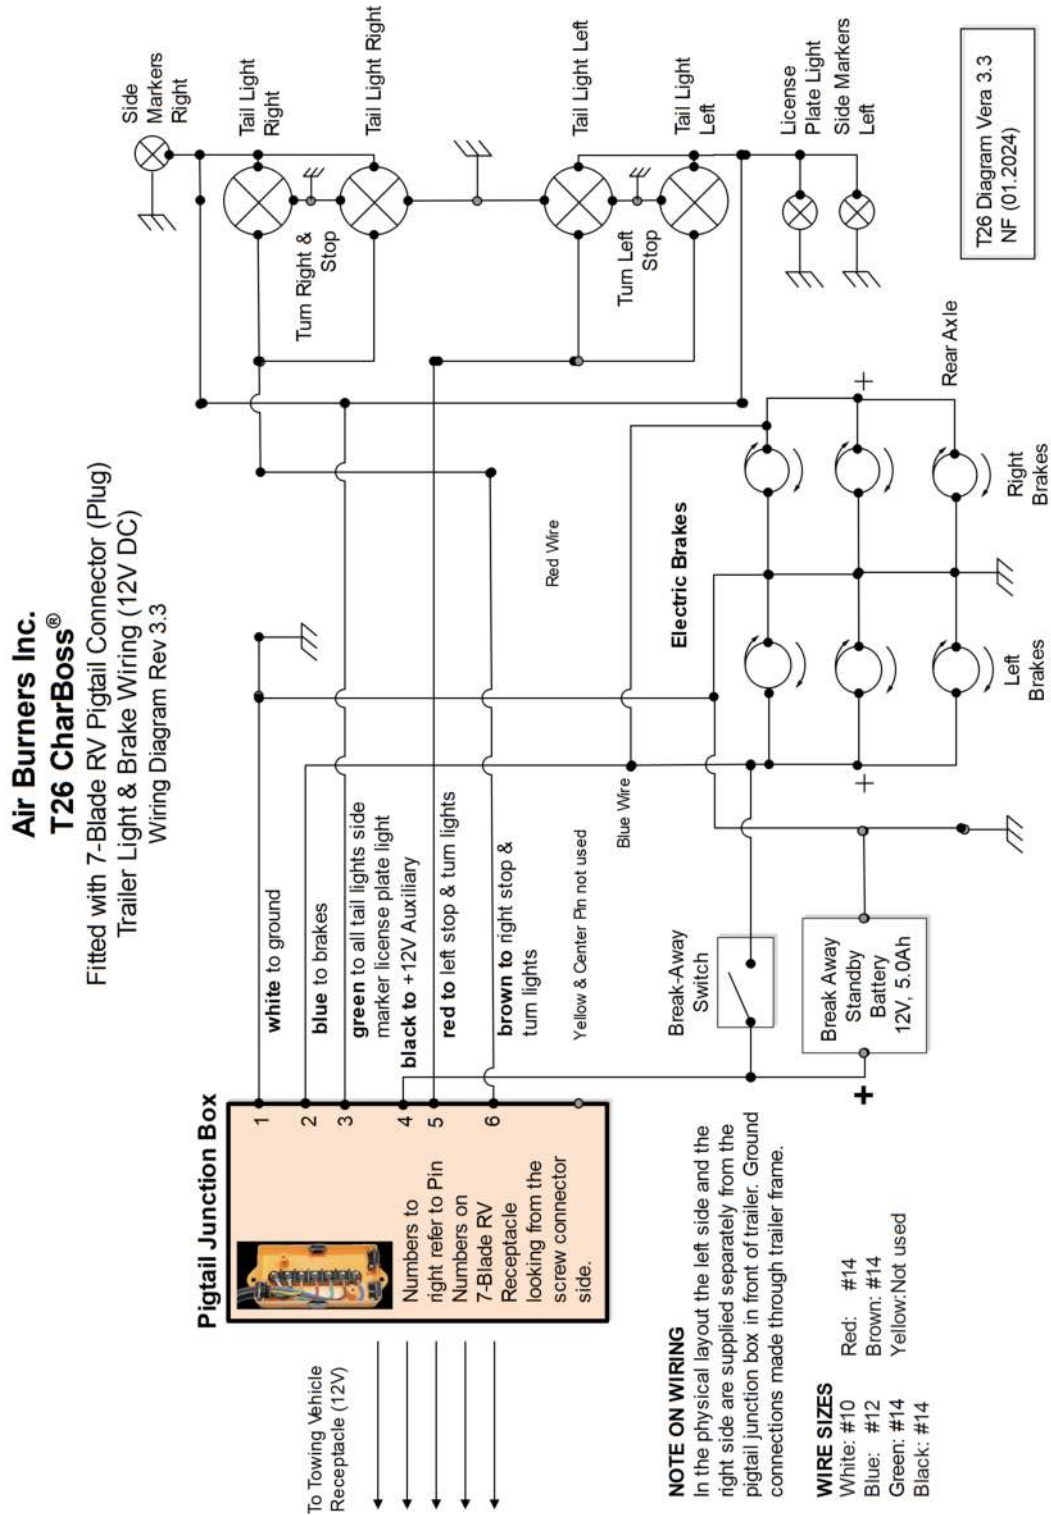 Air Burners Inc.
T26 CharBoss®
Fitted with 7-Blade RV Pigtail Connector (Plug)
Trailer Light & Brake Wiring (12V DC)
Wiring Diagram Rev 3.3
Pigtail Junction Box
Numbers to
right refer to Pin
Numbers on
7-Blade RV
Receptacle
looking from the
screw connector
side.
1
2
3
4
5
6
To Towing Vehicle
Receptacle (12V)
white to ground
blue to brakes
green to all tail lights side
marker license plate light
black to +12V Auxiliary
red to left stop & turn lights
brown to right stop &
turn lights
Yellow & Center Pin not used
Side
Markers
Right
Tail Light
Right
Tail Light Right
Turn Right &
Stop
Tail Light Left
Tail Light
Left
Turn Left
Stop
License
Plate Light
Side Markers
Left
Red Wire
Blue Wire
Electric Brakes
+
+
Rear Axle
Right
Brakes
Left
Brakes
Break-Away
Switch
Break Away
Standby
Battery
12V, 5.0Ah
+
NOTE ON WIRING
In the physical layout the left side and the
right side are supplied separately from the
pigtail junction box in front of trailer. Ground
connections made through trailer frame.
WIRE SIZES
White: #10 Red: #14
Blue: #12 Brown: #14
Green: #14 Yellow:Not used
Black: #14
T26 Diagram Vera 3.3
NF (01.2024)